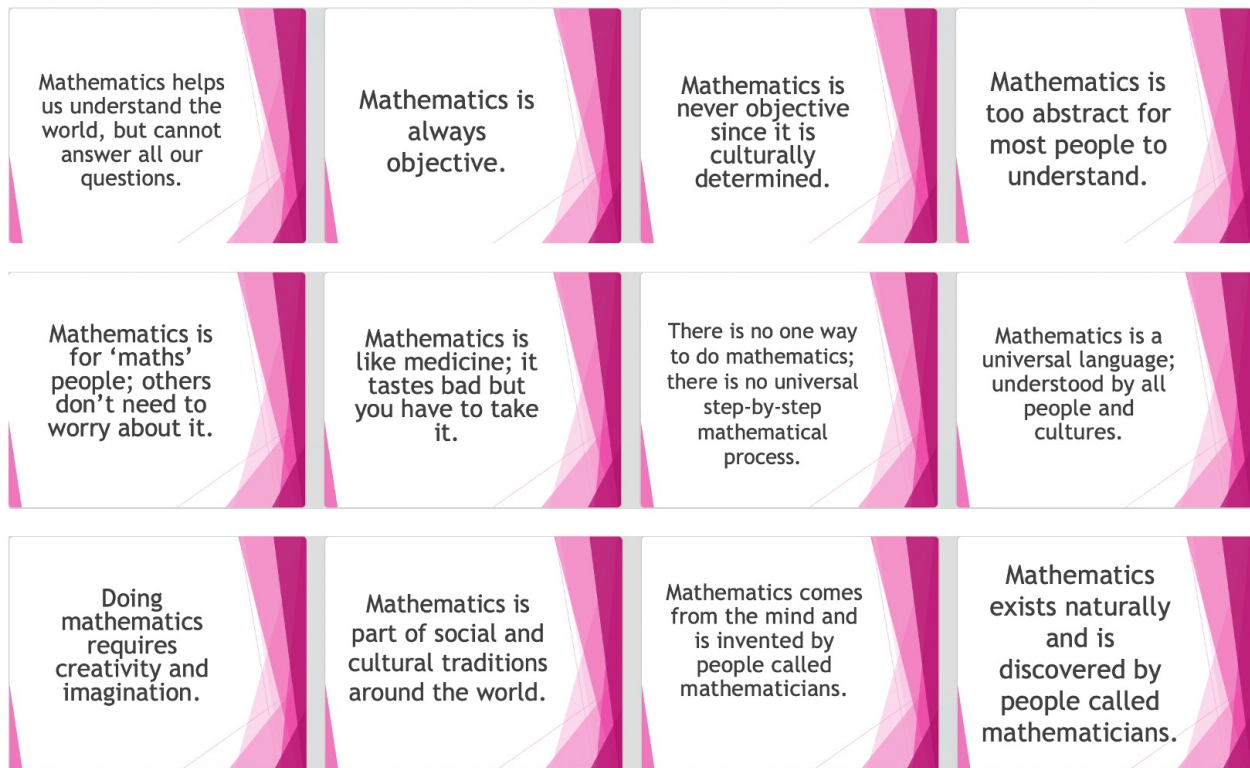 Mathematics helps
us understand the
world, but cannot
answer all our
questions.
Mathematics is
always
objective.
Mathematics is
never objective
since it is
culturally
determined.
Mathematics is
too abstract for
most people to
understand.
Mathematics is
for ‘maths’
people; others
don’t need to
worry about it.
Mathematics is
like medicine; it
tastes bad but
you have to take
it.
There is no one way
to do mathematics;
there is no universal
step-by-step
mathematical
process.
Mathematics is a
universal language;
understood by all
people and
cultures.
Doing
mathematics
requires
creativity and
imagination.
Mathematics is
part of social and
cultural traditions
around the world.
Mathematics comes
from the mind and
is invented by
people called
mathematicians.
Mathematics
exists naturally
and is
discovered by
people called
mathematicians.